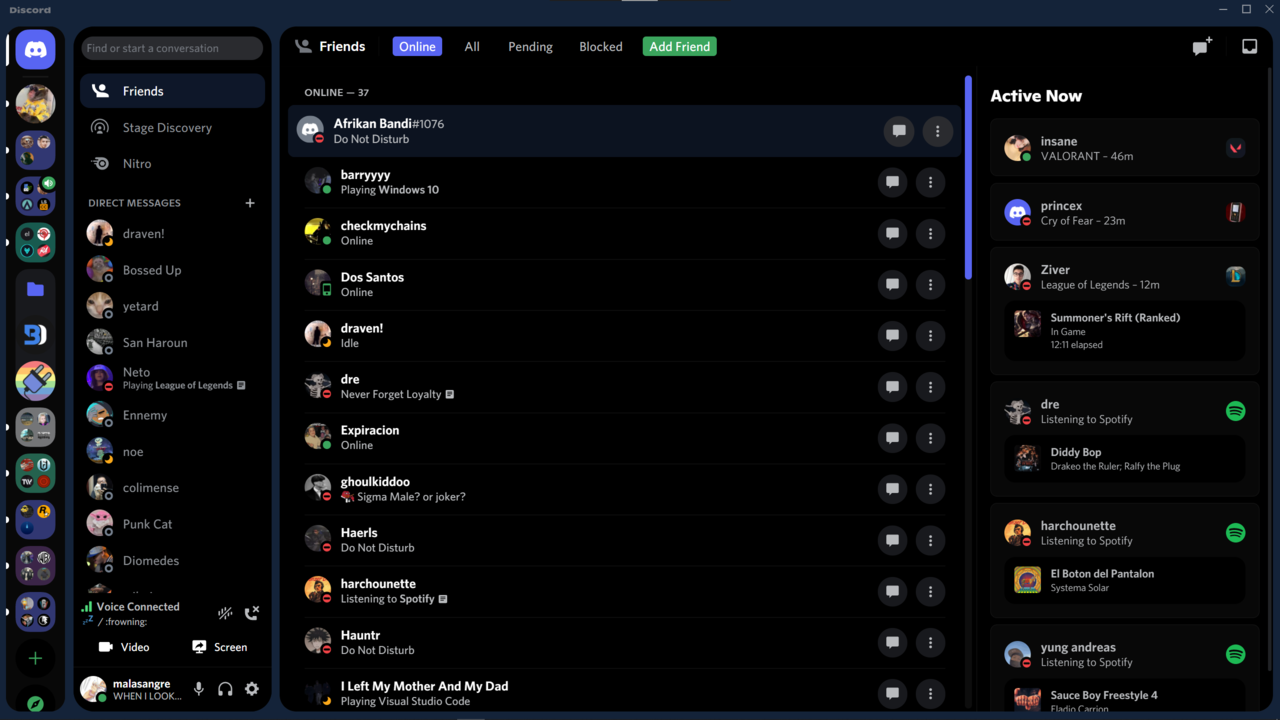 Discord
Find or start a conversation
Friends
Stage Discovery
Nitro
DIRECT MESSAGES
draven!
Bossed Up
yetard
San Haroun
Neto
Playing League of Legends
Ennemy
noe
colimense
Punk Cat
Diomedes
Voice Connected
/ :frowning:
Video
Screen
malasangre
WHEN I LOOK...
Friends
Online
All
Pending
Blocked
Add Friend
ONLINE — 37
Afrikan Bandi#1076
Do Not Disturb
barryyyy
Playing Windows 10
checkmychains
Online
Dos Santos
Online
draven!
Idle
dre
Never Forget Loyalty
Expiracion
Online
ghoulkiddoo
Sigma Male? or joker?
Haerls
Do Not Disturb
harchounette
Listening to Spotify
Hauntr
Do Not Disturb
I Left My Mother And My Dad
Playing Visual Studio Code
Active Now
insane
VALORANT – 46m
princex
Cry of Fear – 23m
Ziver
League of Legends – 12m
Summoner's Rift (Ranked)
In Game
12:11 elapsed
dre
Listening to Spotify
Diddy Bop
Drakeo the Ruler; Ralfy the Plug
harchounette
Listening to Spotify
El Boton del Pantalon
Systema Solar
yung andreas
Listening to Spotify
Sauce Boy Freestyle 4
Eladio Carrion